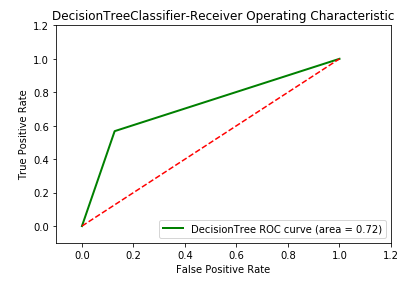 DecisionTreeClassifier-Receiver Operating Characteristic
1.2
1.0
0.8
0.6
0.4
0.2
0.0
True Positive Rate
DecisionTree ROC curve (area = 0.72)
0.0 0.2 0.4 0.6 0.8 1.0 1.2
False Positive Rate